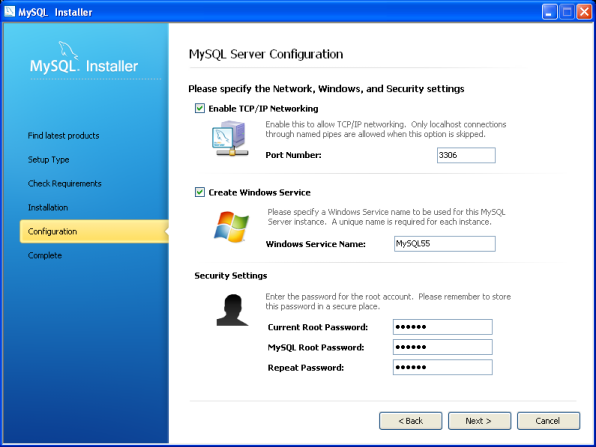 MySQL Installer
MySQL. Installer
Find latest products
Setup Type
Check Requirements
Installation
Configuration
Complete
MySQL Server Configuration
Please specify the Network, Windows, and Security settings
Enable TCP/IP Networking
Enable this to allow TCP/IP networking. Only localhost connections
through named pipes are allowed when this option is skipped.
Port Number: 3306
Create Windows Service
Please specify a Windows Service name to be used for this MySQL
Server instance. A unique name is required for each instance.
Windows Service Name: MySQL55
Security Settings
Enter the password for the root account. Please remember to store
this password in a secure place.
Current Root Password: ●●●●●●
MySQL Root Password: ●●●●●●
Repeat Password: ●●●●●●
< Back Next > Cancel